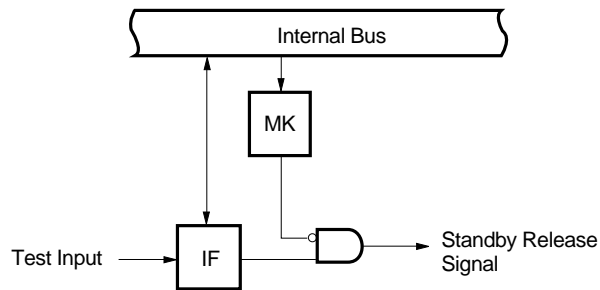 Internal Bus
MK
Test Input
IF
Standby Release
Signal